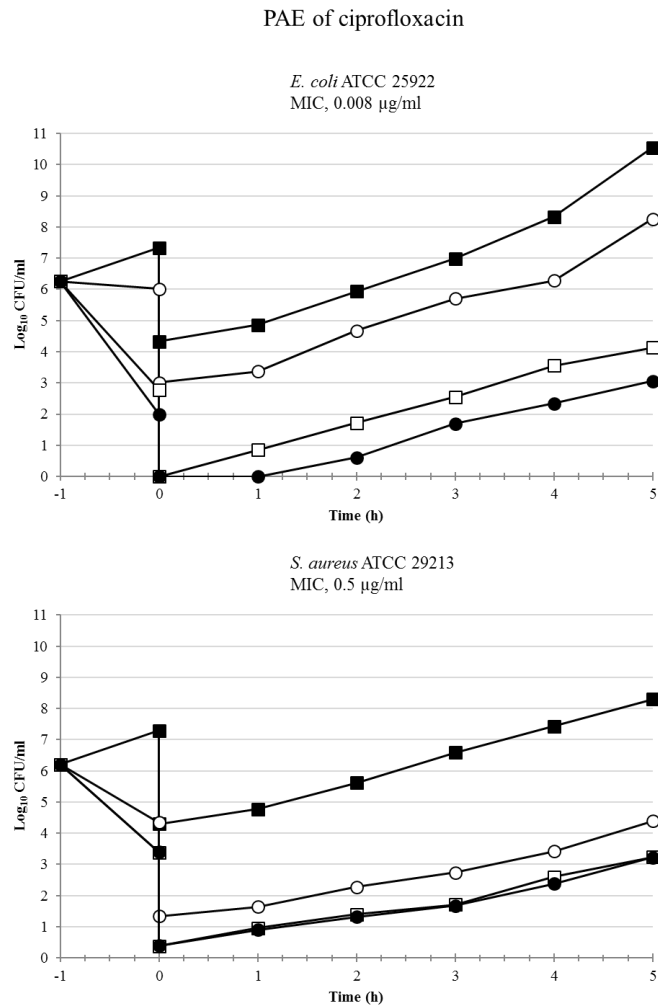 PAE of ciprofloxacin
E. coli ATCC 25922
MIC, 0.008 µg/ml
11
10
9
8
7
6
5
4
3
2
1
0
Log10 CFU/ml
-1 0 1 2 3 4 5
Time (h)
S. aureus ATCC 29213
MIC, 0.5 µg/ml
11
10
9
8
7
6
5
4
3
2
1
0
Log10 CFU/ml
-1 0 1 2 3 4 5
Time (h)